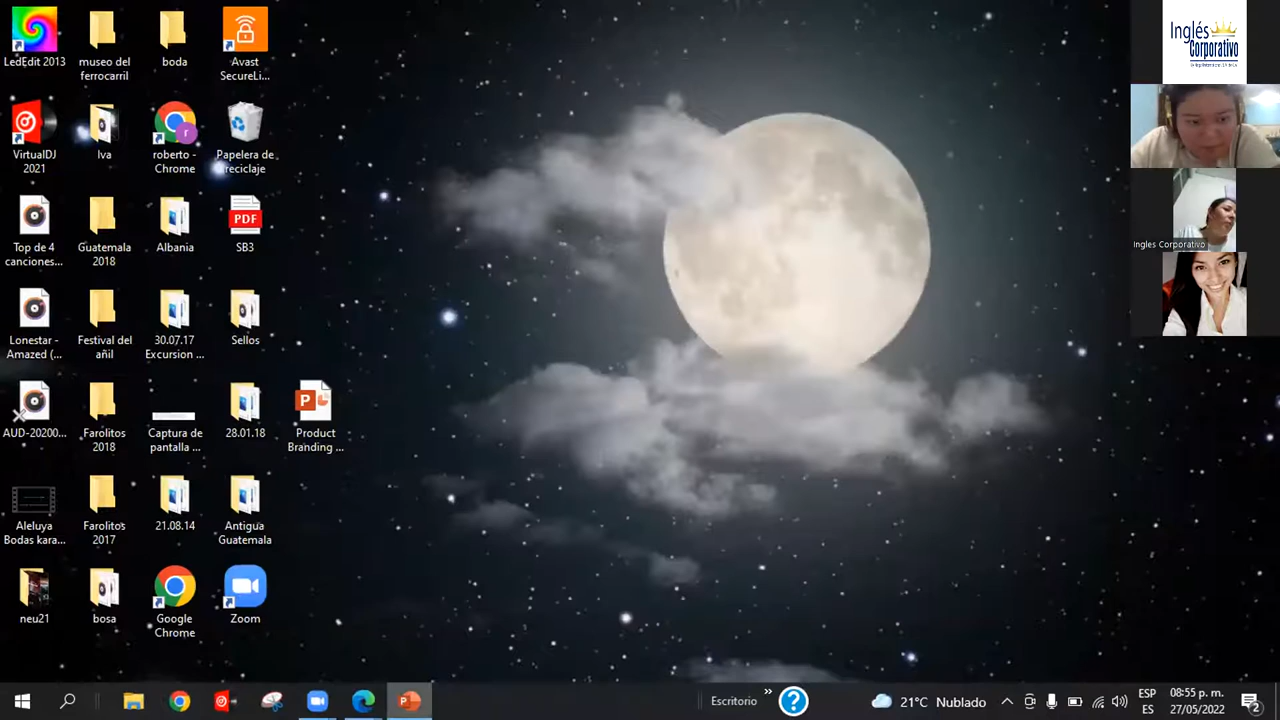 LedEdit 2013
museo del
ferrocarril
boda
Avast
SecureLi...
VirtualDJ
2021
Iva
roberto -
Chrome
Papelera de
reciclaje
Top de 4
canciones...
Guatemala
2018
Albania
PDF
SB3
Lonestar -
Amazed (...
Festival del
añil
30.07.17
Excursion ...
Sellos
AUD-20200...
Farolitos
2018
Captura de
pantalla ...
28.01.18
Product
Branding ...
Aleluya
Bodas kara...
Farolitos
2017
21.08.14
Antigua
Guatemala
neu21
bosa
Google
Chrome
Zoom
Inglés
Corporativo
Ingles Corporativo
Escritorio
»
21°C Nublado
ESP
ES
08:55 p. m.
27/05/2022
2